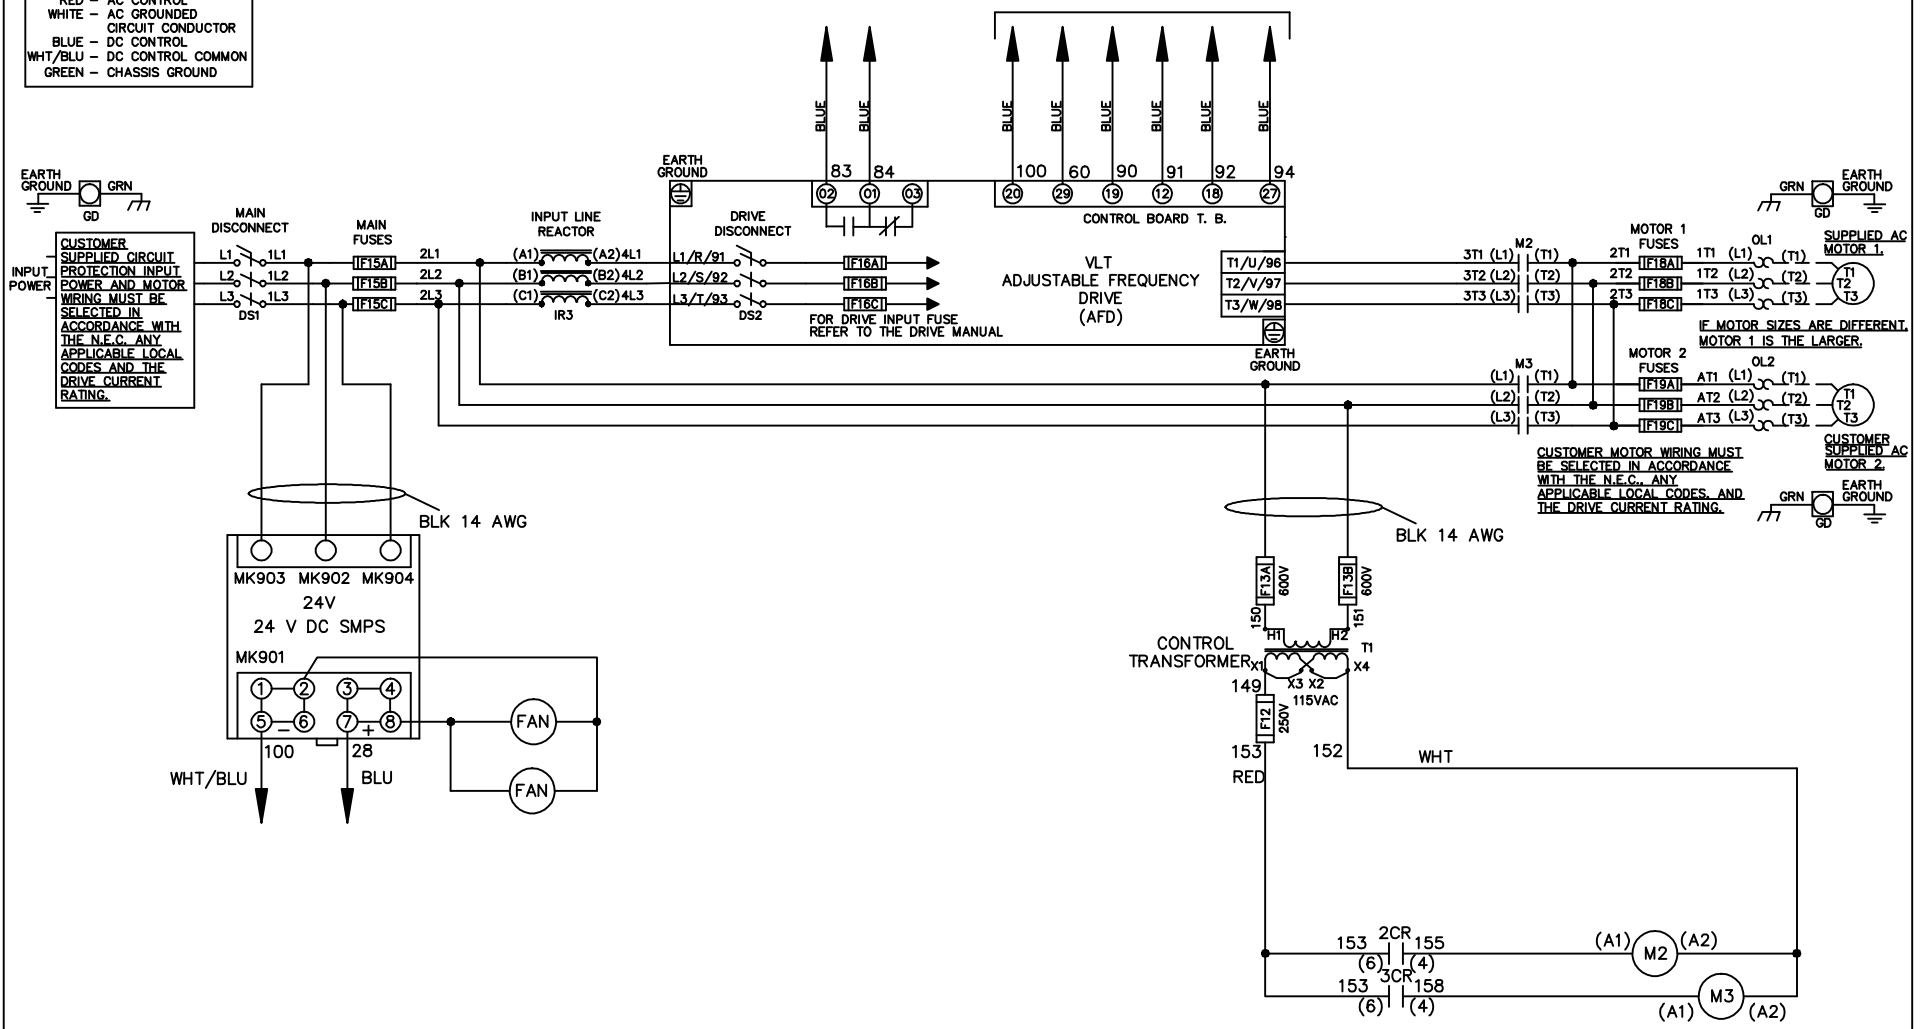 RED – AC CONTROL
WHITE – AC GROUNDED
CIRCUIT CONDUCTOR
BLUE – DC CONTROL
WHT/BLU – DC CONTROL COMMON
GREEN – CHASSIS GROUND
BLUE
BLUE
BLUE
BLUE
BLUE
BLUE
BLUE
BLUE
EARTH
GROUND
GRN
GD
EARTH
GROUND
83
84
100
60
90
91
92
94
02
01
03
20
29
19
12
18
27
CONTROL BOARD T. B.
GRN
EARTH
GROUND
GD
MAIN
DISCONNECT
MAIN
FUSES
INPUT LINE
REACTOR
DRIVE
DISCONNECT
INPUT
POWER
CUSTOMER
SUPPLIED CIRCUIT
PROTECTION INPUT
POWER AND MOTOR
WIRING MUST BE
SELECTED IN
ACCORDANCE WITH
THE N.E.C. ANY
APPLICABLE LOCAL
CODES AND THE
DRIVE CURRENT
RATING.
L1 1L1
L2 1L2
L3 1L3
DS1
F15A
F15B
F15C
2L1
2L2
2L3
(A1) (A2) 4L1
(B1) (B2) 4L2
(C1) (C2) 4L3
IR3
L1/R/91
L2/S/92
L3/T/93
DS2
F16A
F16B
F16C
FOR DRIVE INPUT FUSE
REFER TO THE DRIVE MANUAL
VLT
ADJUSTABLE FREQUENCY
DRIVE
(AFD)
T1/U/96
T2/V/97
T3/W/98
EARTH
GROUND
M2
3T1 (L1) (T1)
3T2 (L2) (T2)
3T3 (L3) (T3)
MOTOR 1
FUSES
2T1 F18A 1T1 (L1) (T1)
2T2 F18B 1T2 (L2) (T2)
2T3 F18C 1T3 (L3) (T3)
OL1
SUPPLIED AC
MOTOR 1.
T1
T2
T3
IF MOTOR SIZES ARE DIFFERENT,
MOTOR 1 IS THE LARGER.
M3
(L1) (T1)
(L2) (T2)
(L3) (T3)
MOTOR 2
FUSES
F19A AT1 (L1) (T1)
F19B AT2 (L2) (T2)
F19C AT3 (L3) (T3)
OL2
T1
T2
T3
CUSTOMER
SUPPLIED AC
MOTOR 2.
CUSTOMER MOTOR WIRING MUST
BE SELECTED IN ACCORDANCE
WITH THE N.E.C., ANY
APPLICABLE LOCAL CODES, AND
THE DRIVE CURRENT RATING.
GRN
EARTH
GROUND
GD
BLK 14 AWG
BLK 14 AWG
MK903 MK902 MK904
24V
24 V DC SMPS
MK901
1 2 3 4
5 – 6 7 + 8
100
28
WHT/BLU
BLU
FAN
FAN
F13A
600V
F13B
600V
150
151
H1
H2
CONTROL
TRANSFORMER
T1
X1
X4
X3 X2
115VAC
149
F12
250V
153
RED
152
WHT
2CR
153 155
(6) (4)
3CR
153 158
(6) (4)
(A1) M2 (A2)
M3
(A1) (A2)